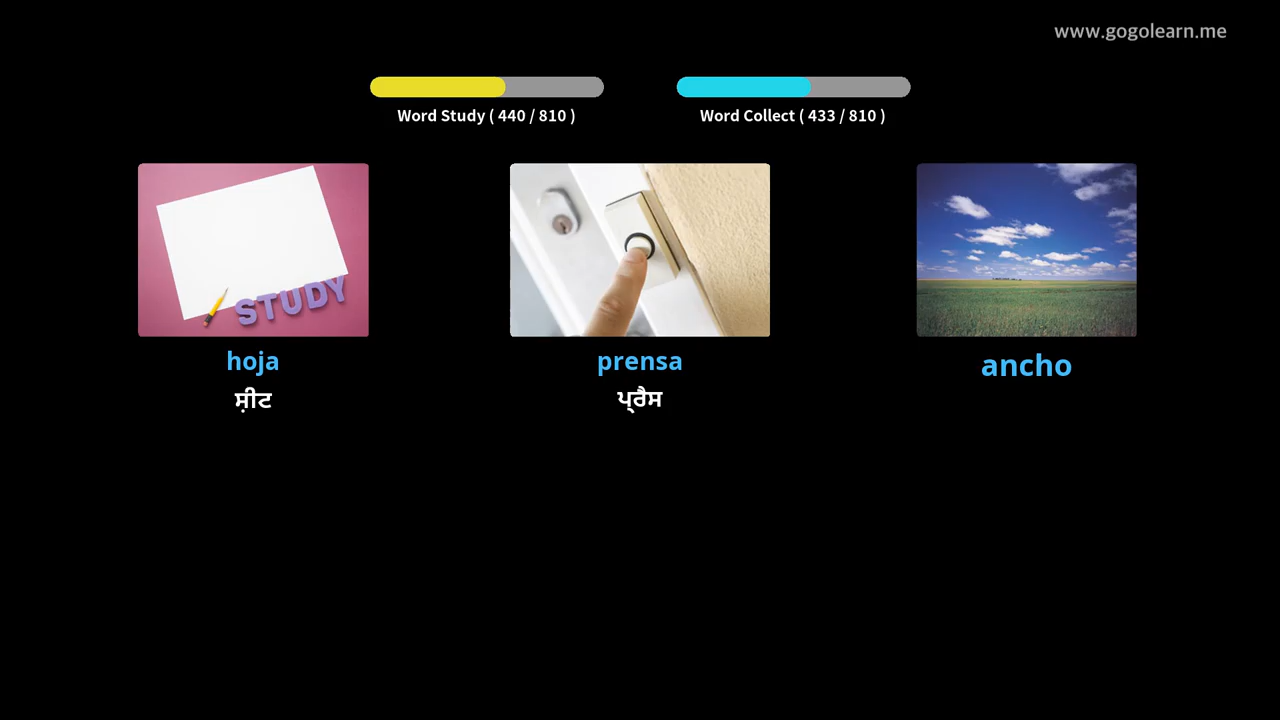 www.gogolearn.me
Word Study ( 440 / 810 )
Word Collect ( 433 / 810 )
STUDY
hoja
prensa
ancho
ਸ਼ੀਟ
ਪ੍ਰੈਸ